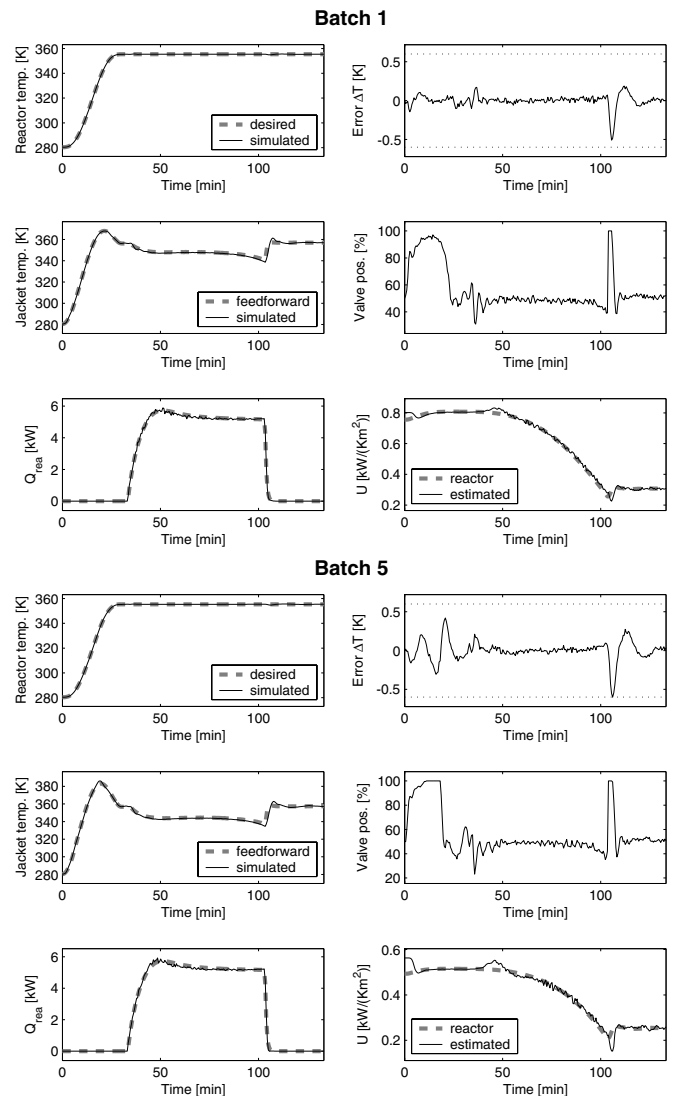 Batch 1
Reactor temp. [K]
360
340
320
300
280
0 50 100
Time [min]
desired
simulated
Error ΔT [K]
0.5
0
-0.5
0 50 100
Time [min]
Jacket temp. [K]
360
340
320
300
280
0 50 100
Time [min]
feedforward
simulated
Valve pos. [%]
100
80
60
40
20
0 50 100
Time [min]
Q_rea [kW]
6
4
2
0
0 50 100
Time [min]
U [kW/(Km²)]
0.8
0.6
0.4
0.2
0 50 100
Time [min]
reactor
estimated
Batch 5
Reactor temp. [K]
360
340
320
300
280
0 50 100
Time [min]
desired
simulated
Error ΔT [K]
0.5
0
-0.5
0 50 100
Time [min]
Jacket temp. [K]
380
360
340
320
300
280
0 50 100
Time [min]
feedforward
simulated
Valve pos. [%]
100
80
60
40
20
0 50 100
Time [min]
Q_rea [kW]
6
4
2
0
0 50 100
Time [min]
U [kW/(Km²)]
0.6
0.4
0.2
0 50 100
Time [min]
reactor
estimated